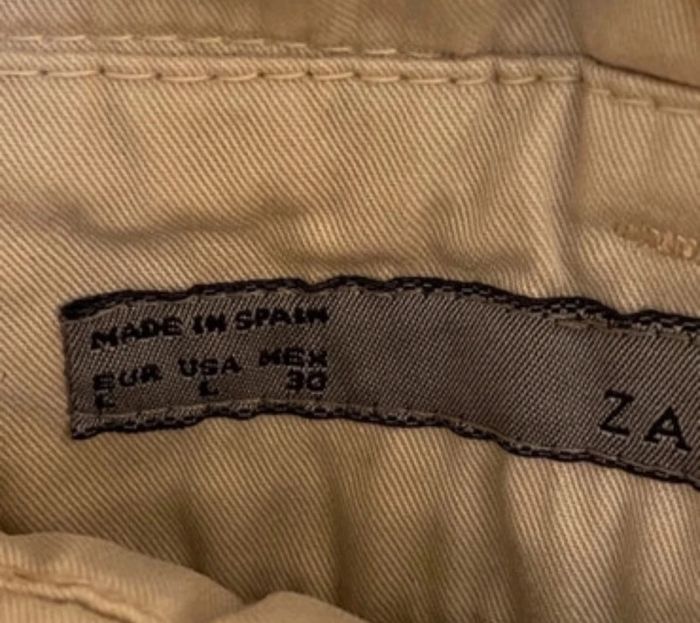 MADE IN SPAIN
EUR USA MEX
L L 30
ZA